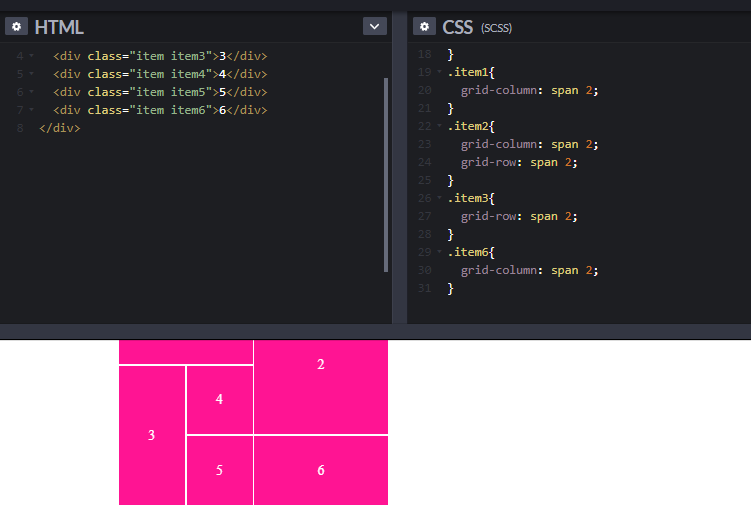 HTML
4 <div class="item item3">3</div>
5 <div class="item item4">4</div>
6 <div class="item item5">5</div>
7 <div class="item item6">6</div>
8 </div>
CSS (SCSS)
18 }
19 .item1{
20 grid-column: span 2;
21 }
22 .item2{
23 grid-column: span 2;
24 grid-row: span 2;
25 }
26 .item3{
27 grid-row: span 2;
28 }
29 .item6{
30 grid-column: span 2;
31 }
2
4
3
5
6